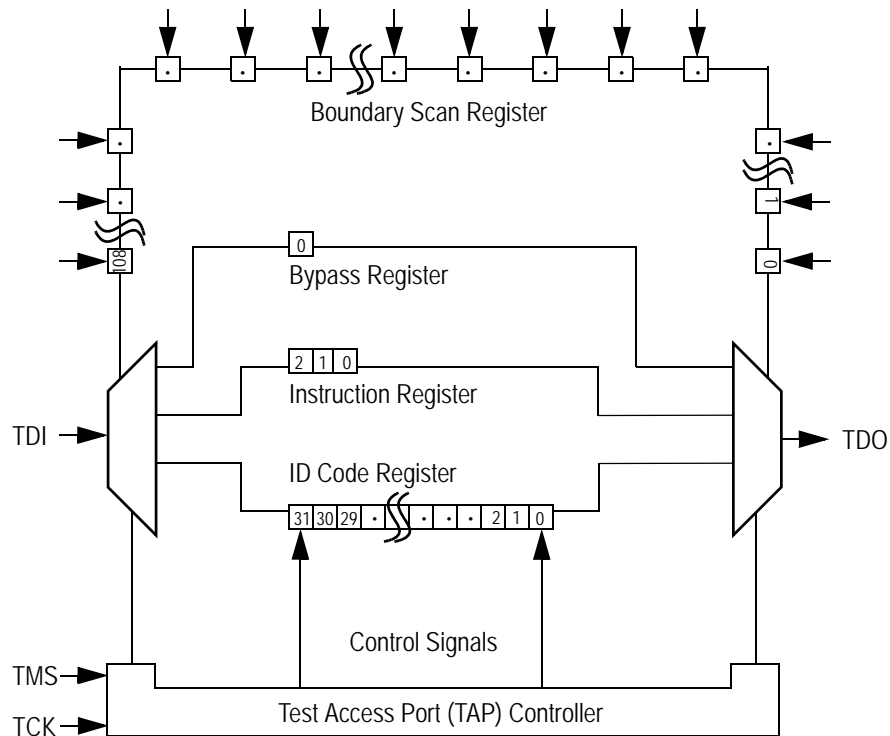 . . . . . . . .
Boundary Scan Register
. .
. 1
108 0
0
Bypass Register
2 1 0
Instruction Register
TDI TDO
ID Code Register
31 30 29 . . . . 2 1 0
Control Signals
TMS
Test Access Port (TAP) Controller
TCK